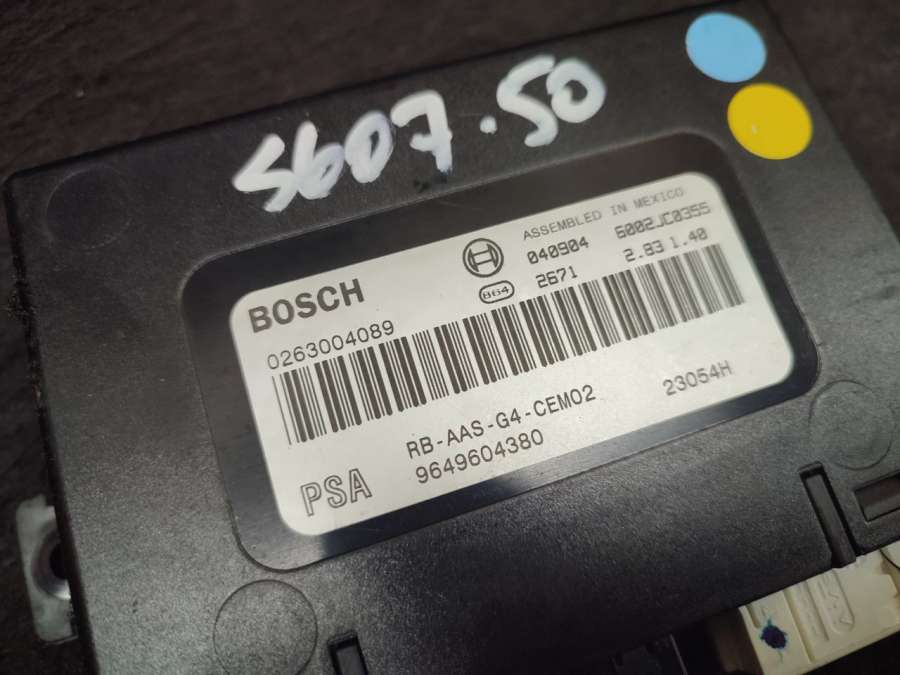 S607.50
ASSEMBLED IN MEXICO
040904 6002JC0355
BOSCH 864 2671 2.83 1.40
0263004089
RB-AAS-G4-CEM02 23054H
PSA 9649604380